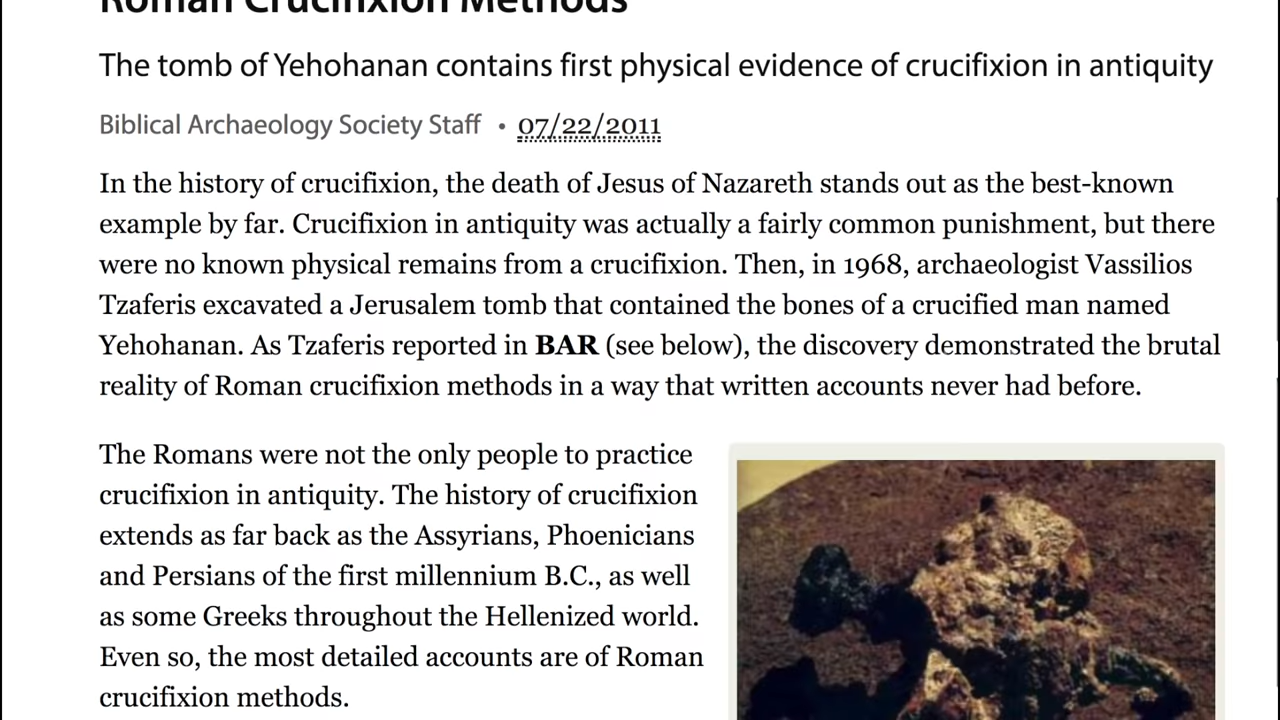 Roman Crucifixion Methods
The tomb of Yehohanan contains first physical evidence of crucifixion in antiquity
Biblical Archaeology Society Staff • 07/22/2011
In the history of crucifixion, the death of Jesus of Nazareth stands out as the best-known
example by far. Crucifixion in antiquity was actually a fairly common punishment, but there
were no known physical remains from a crucifixion. Then, in 1968, archaeologist Vassilios
Tzaferis excavated a Jerusalem tomb that contained the bones of a crucified man named
Yehohanan. As Tzaferis reported in BAR (see below), the discovery demonstrated the brutal
reality of Roman crucifixion methods in a way that written accounts never had before.
The Romans were not the only people to practice
crucifixion in antiquity. The history of crucifixion
extends as far back as the Assyrians, Phoenicians
and Persians of the first millennium B.C., as well
as some Greeks throughout the Hellenized world.
Even so, the most detailed accounts are of Roman
crucifixion methods.